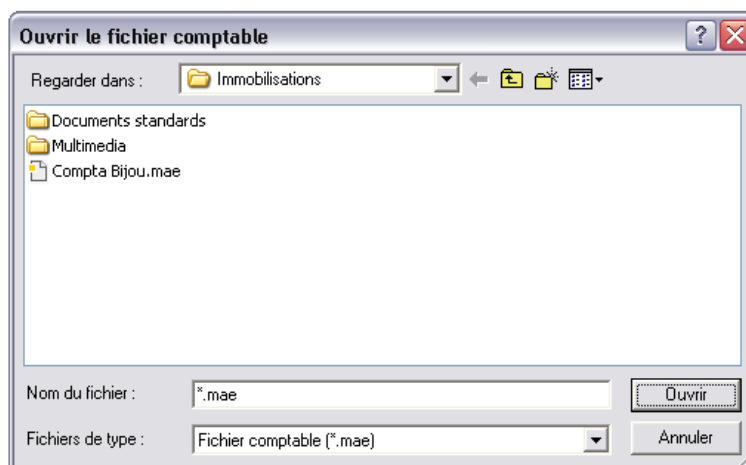 Ouvrir le fichier comptable
Regarder dans :
Immobilisations
Documents standards
Multimedia
Compta Bijou.mae
Nom du fichier :
*.mae
Ouvrir
Fichiers de type :
Fichier comptable (*.mae)
Annuler